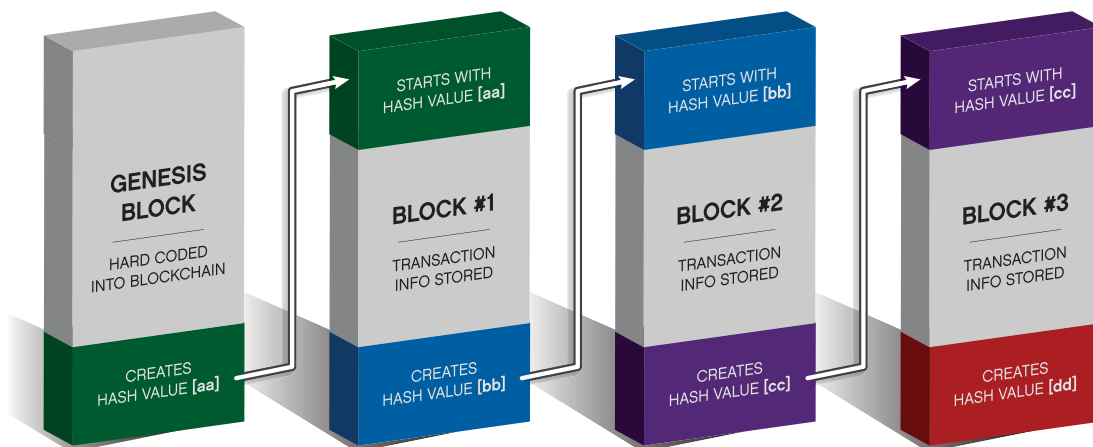 GENESIS
BLOCK
HARD CODED
INTO BLOCKCHAIN
CREATES
HASH VALUE [aa]
STARTS WITH
HASH VALUE [aa]
BLOCK #1
TRANSACTION
INFO STORED
CREATES
HASH VALUE [bb]
STARTS WITH
HASH VALUE [bb]
BLOCK #2
TRANSACTION
INFO STORED
CREATES
HASH VALUE [cc]
STARTS WITH
HASH VALUE [cc]
BLOCK #3
TRANSACTION
INFO STORED
CREATES
HASH VALUE [dd]